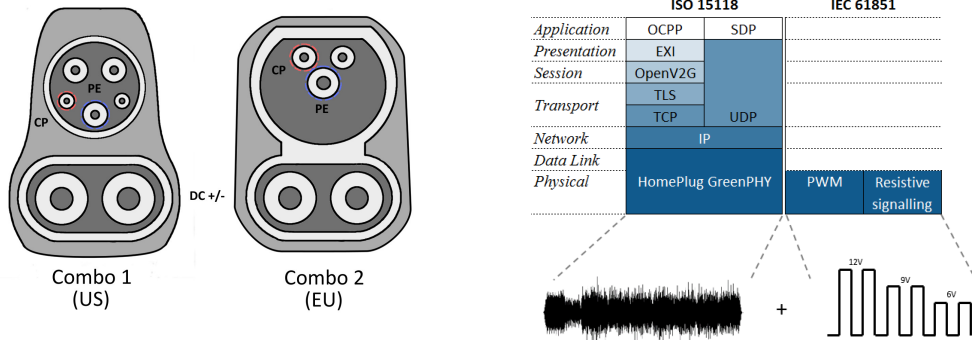 CP
PE
Combo 1
(US)
DC +/-
CP
PE
Combo 2
(EU)
ISO 15118
IEC 61851
Application
OCPP
SDP
Presentation
EXI
Session
OpenV2G
Transport
TLS
TCP
UDP
Network
IP
Data Link
Physical
HomePlug GreenPHY
PWM
Resistive
signalling
+
12V
9V
6V